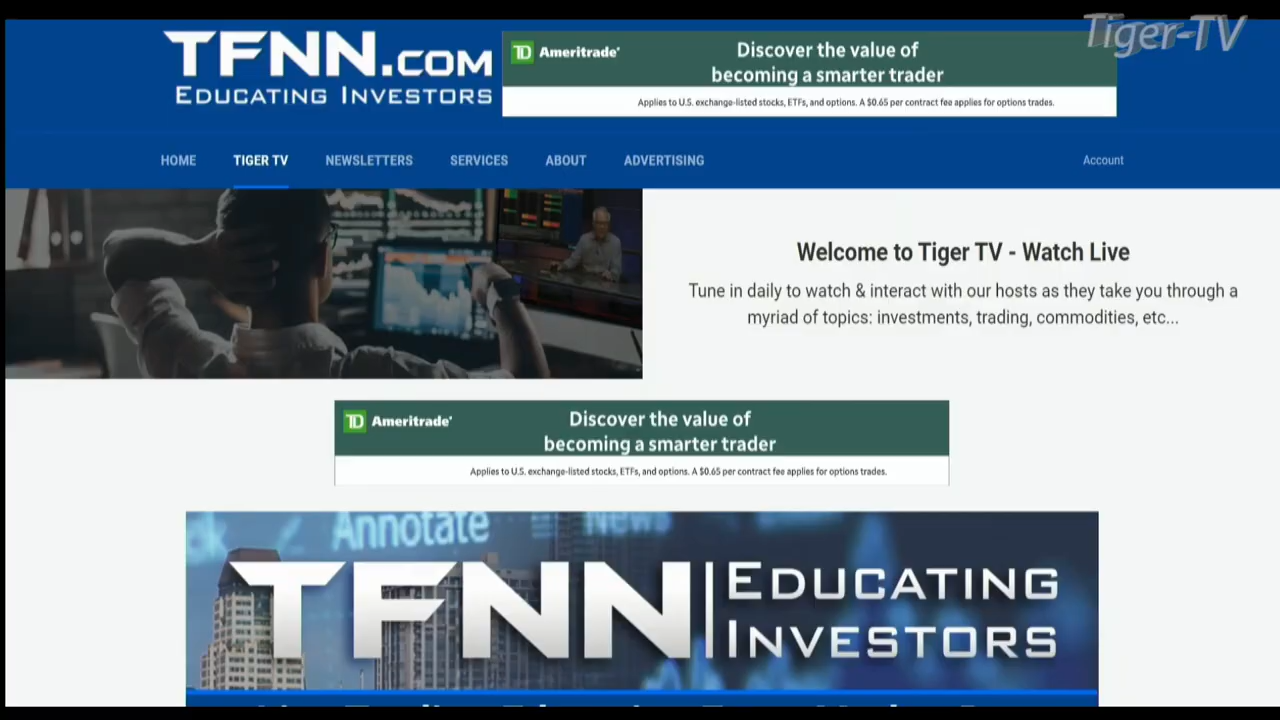 Tiger-TV
TFNN.COM
EDUCATING INVESTORS
TD Ameritrade
Discover the value of
becoming a smarter trader
Applies to U.S. exchange-listed stocks, ETFs, and options. A $0.65 per contract fee applies for options trades.
HOME TIGER TV NEWSLETTERS SERVICES ABOUT ADVERTISING Account
Welcome to Tiger TV - Watch Live
Tune in daily to watch & interact with our hosts as they take you through a
myriad of topics: investments, trading, commodities, etc...
TD Ameritrade
Discover the value of
becoming a smarter trader
Applies to U.S. exchange-listed stocks, ETFs, and options. A $0.65 per contract fee applies for options trades.
Annotate News
TFNN EDUCATING
INVESTORS